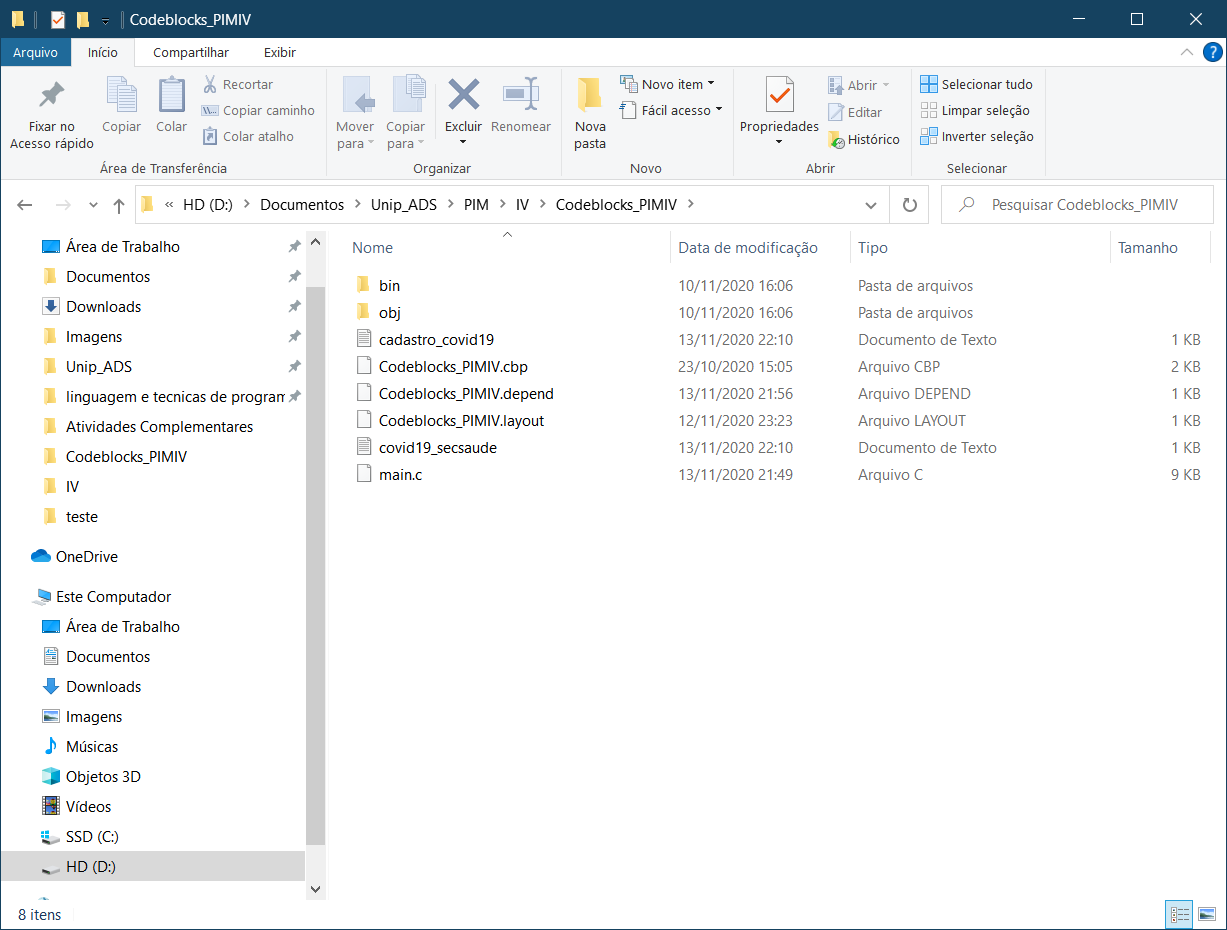 Codeblocks_PIMIV
Arquivo Início Compartilhar Exibir ?
Fixar no Acesso rápido
Copiar
Colar
Recortar
Copiar caminho
Colar atalho
Área de Transferência
Mover para
Copiar para
Excluir
Renomear
Organizar
Nova pasta
Novo item
Fácil acesso
Novo
Propriedades
Abrir
Editar
Histórico
Abrir
Selecionar tudo
Limpar seleção
Inverter seleção
Selecionar
« HD (D:) > Documentos > Unip_ADS > PIM > IV > Codeblocks_PIMIV >
Pesquisar Codeblocks_PIMIV
Área de Trabalho
Documentos
Downloads
Imagens
Unip_ADS
linguagem e tecnicas de program
Atividades Complementares
Codeblocks_PIMIV
IV
teste
OneDrive
Este Computador
Área de Trabalho
Documentos
Downloads
Imagens
Músicas
Objetos 3D
Vídeos
SSD (C:)
HD (D:)
Nome Data de modificação Tipo Tamanho
bin 10/11/2020 16:06 Pasta de arquivos
obj 10/11/2020 16:06 Pasta de arquivos
cadastro_covid19 13/11/2020 22:10 Documento de Texto 1 KB
Codeblocks_PIMIV.cbp 23/10/2020 15:05 Arquivo CBP 2 KB
Codeblocks_PIMIV.depend 13/11/2020 21:56 Arquivo DEPEND 1 KB
Codeblocks_PIMIV.layout 12/11/2020 23:23 Arquivo LAYOUT 1 KB
covid19_secsaude 13/11/2020 22:10 Documento de Texto 1 KB
main.c 13/11/2020 21:49 Arquivo C 9 KB
8 itens